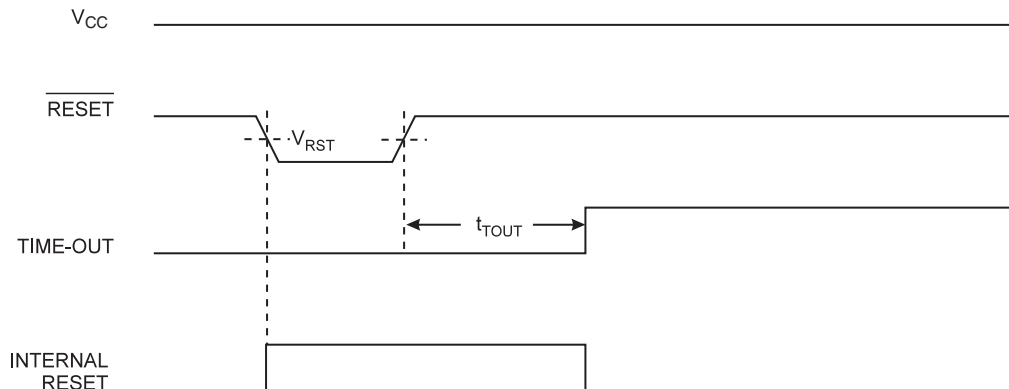 VCC
RESET
VRST
tTOUT
TIME-OUT
INTERNAL
RESET